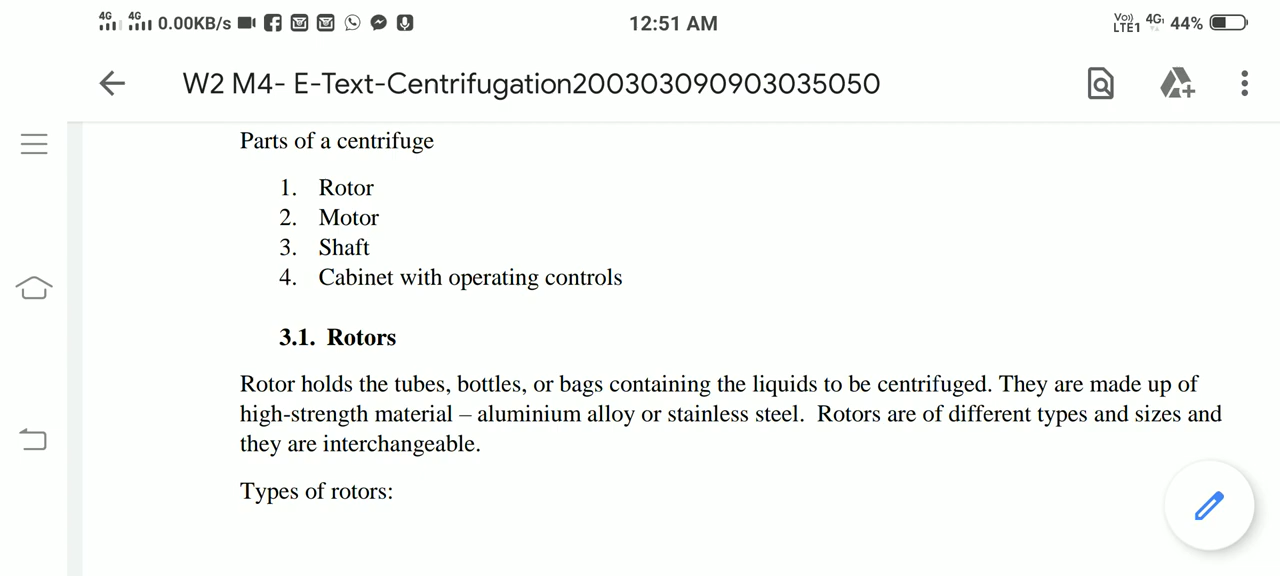 4G 4G 0.00KB/s 12:51 AM Vo)) LTE1 4G 44%
W2 M4- E-Text-Centrifugation200303090903035050
Parts of a centrifuge
1. Rotor
2. Motor
3. Shaft
4. Cabinet with operating controls
3.1. Rotors
Rotor holds the tubes, bottles, or bags containing the liquids to be centrifuged. They are made up of
high-strength material – aluminium alloy or stainless steel.  Rotors are of different types and sizes and
they are interchangeable.
Types of rotors: